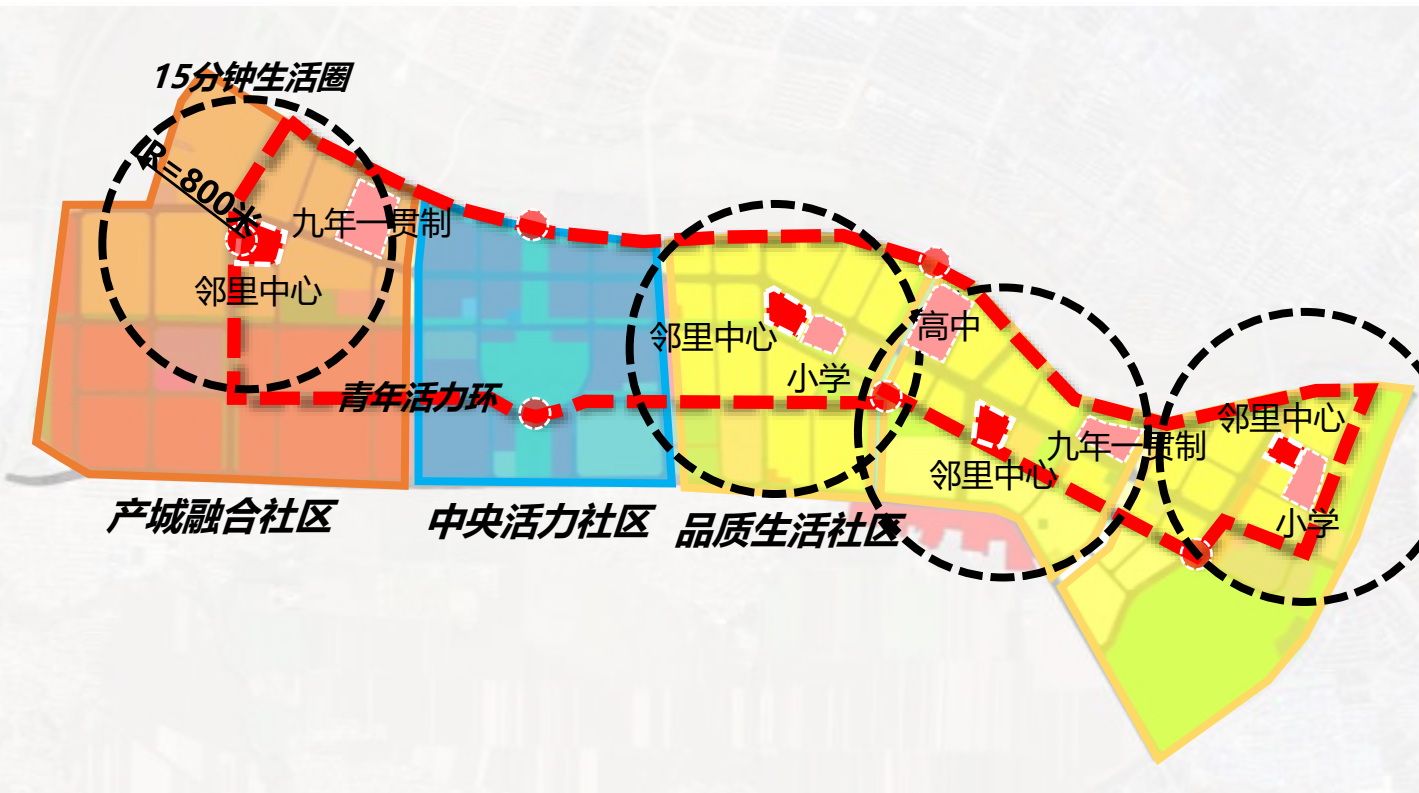 15分钟生活圈
R=800米
九年一贯制
邻里中心
青年活力环
邻里中心
小学
高中
邻里中心
九年一贯制
邻里中心
小学
产城融合社区
中央活力社区
品质生活社区